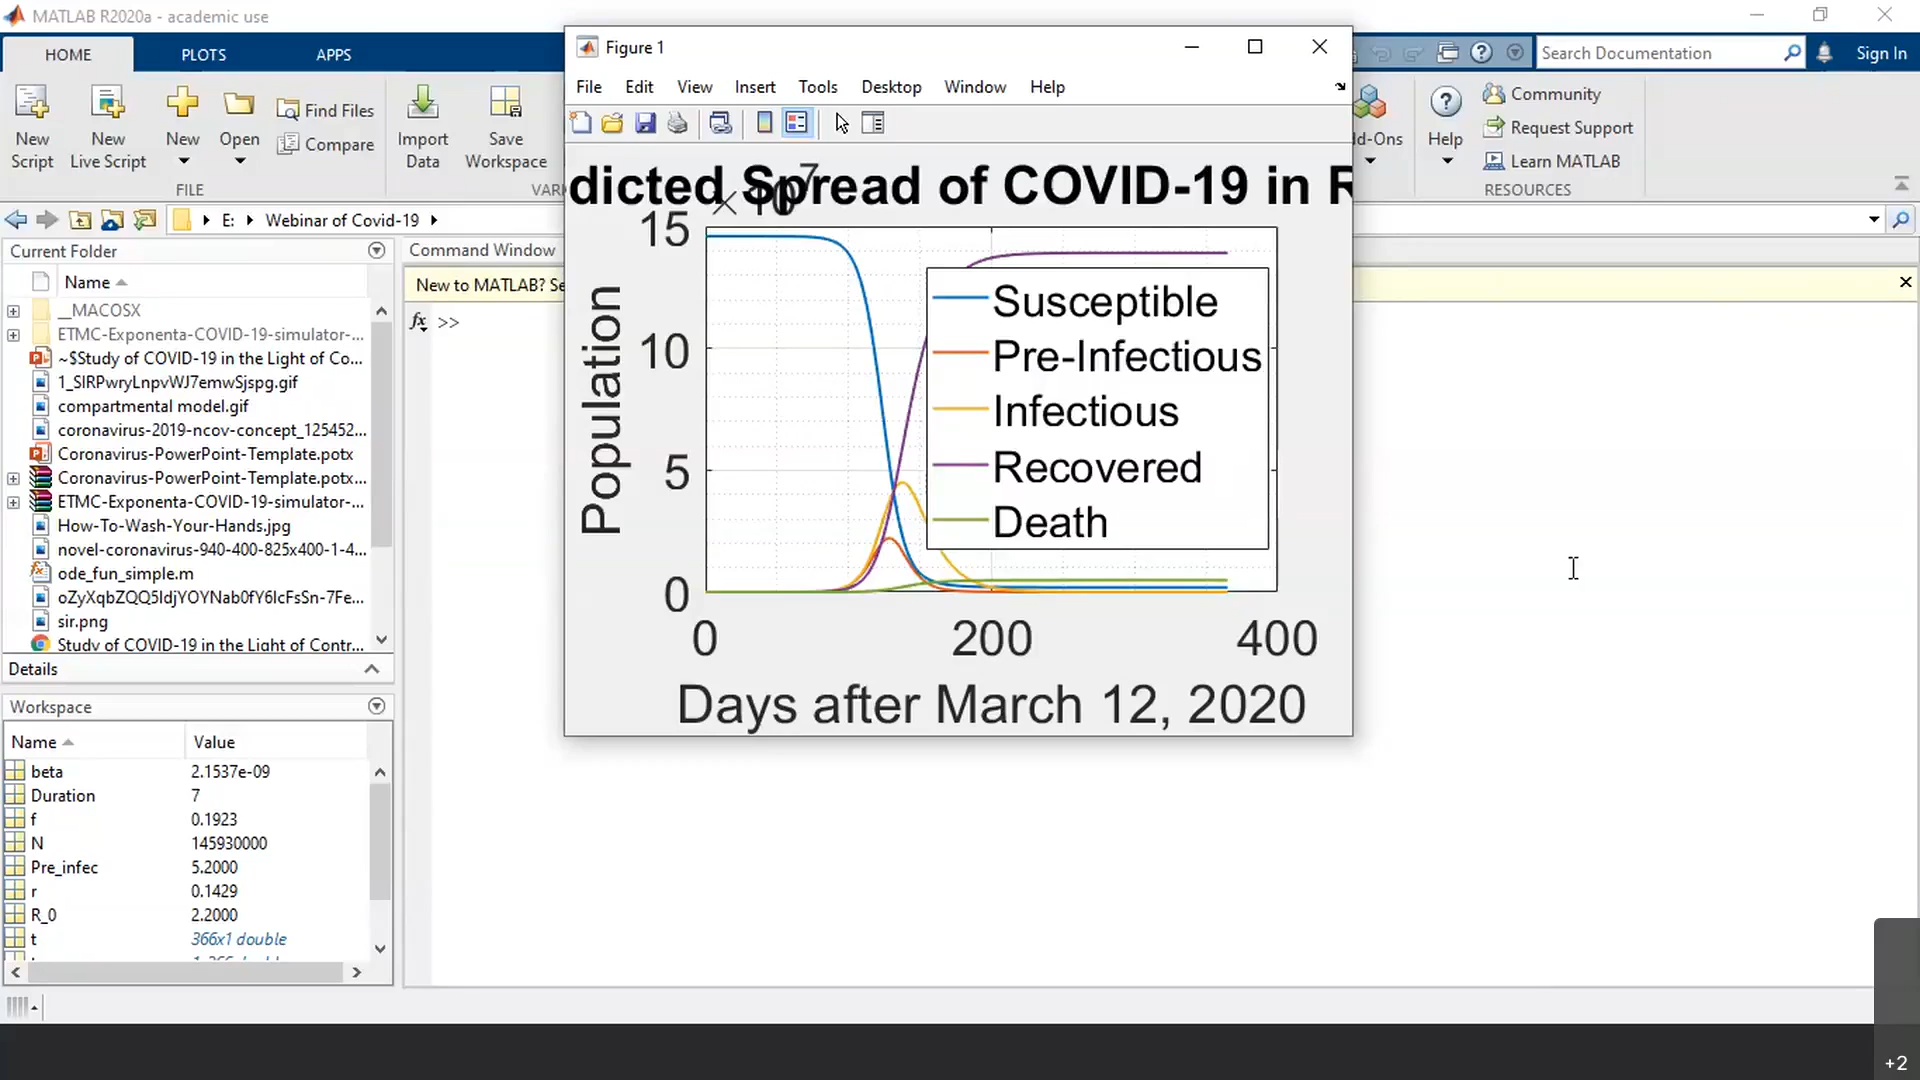 MATLAB R2020a - academic use
HOME PLOTS APPS
Search Documentation
Sign In
New Script
New Live Script
New
Open
Find Files
Compare
Import Data
Save Workspace
Help
Community
Request Support
Learn MATLAB
FILE
RESOURCES
E: Webinar of Covid-19
Current Folder
Name
__MACOSX
ETMC-Exponenta-COVID-19-simulator-...
~$Study of COVID-19 in the Light of Co...
1_SIRPwryLnpvWJ7emwSjspg.gif
compartmental model.gif
coronavirus-2019-ncov-concept_125452...
Coronavirus-PowerPoint-Template.potx
Coronavirus-PowerPoint-Template.potx...
ETMC-Exponenta-COVID-19-simulator-...
How-To-Wash-Your-Hands.jpg
novel-coronavirus-940-400-825x400-1-4...
ode_fun_simple.m
oZyXqbZQQ5ldjYOYNab0fY6lcFsSn-7Fe...
sir.png
Study of COVID-19 in the Light of Contr...
Details
Workspace
Name Value
beta 2.1537e-09
Duration 7
f 0.1923
N 145930000
Pre_infec 5.2000
r 0.1429
R_0 2.2000
t 366x1 double
Command Window
New to MATLAB? Se
fx >>
Figure 1
File Edit View Insert Tools Desktop Window Help
dicted Spread of COVID-19 in R
× 10^7
15
10
5
0
Population
Susceptible
Pre-Infectious
Infectious
Recovered
Death
0 200 400
Days after March 12, 2020
+2